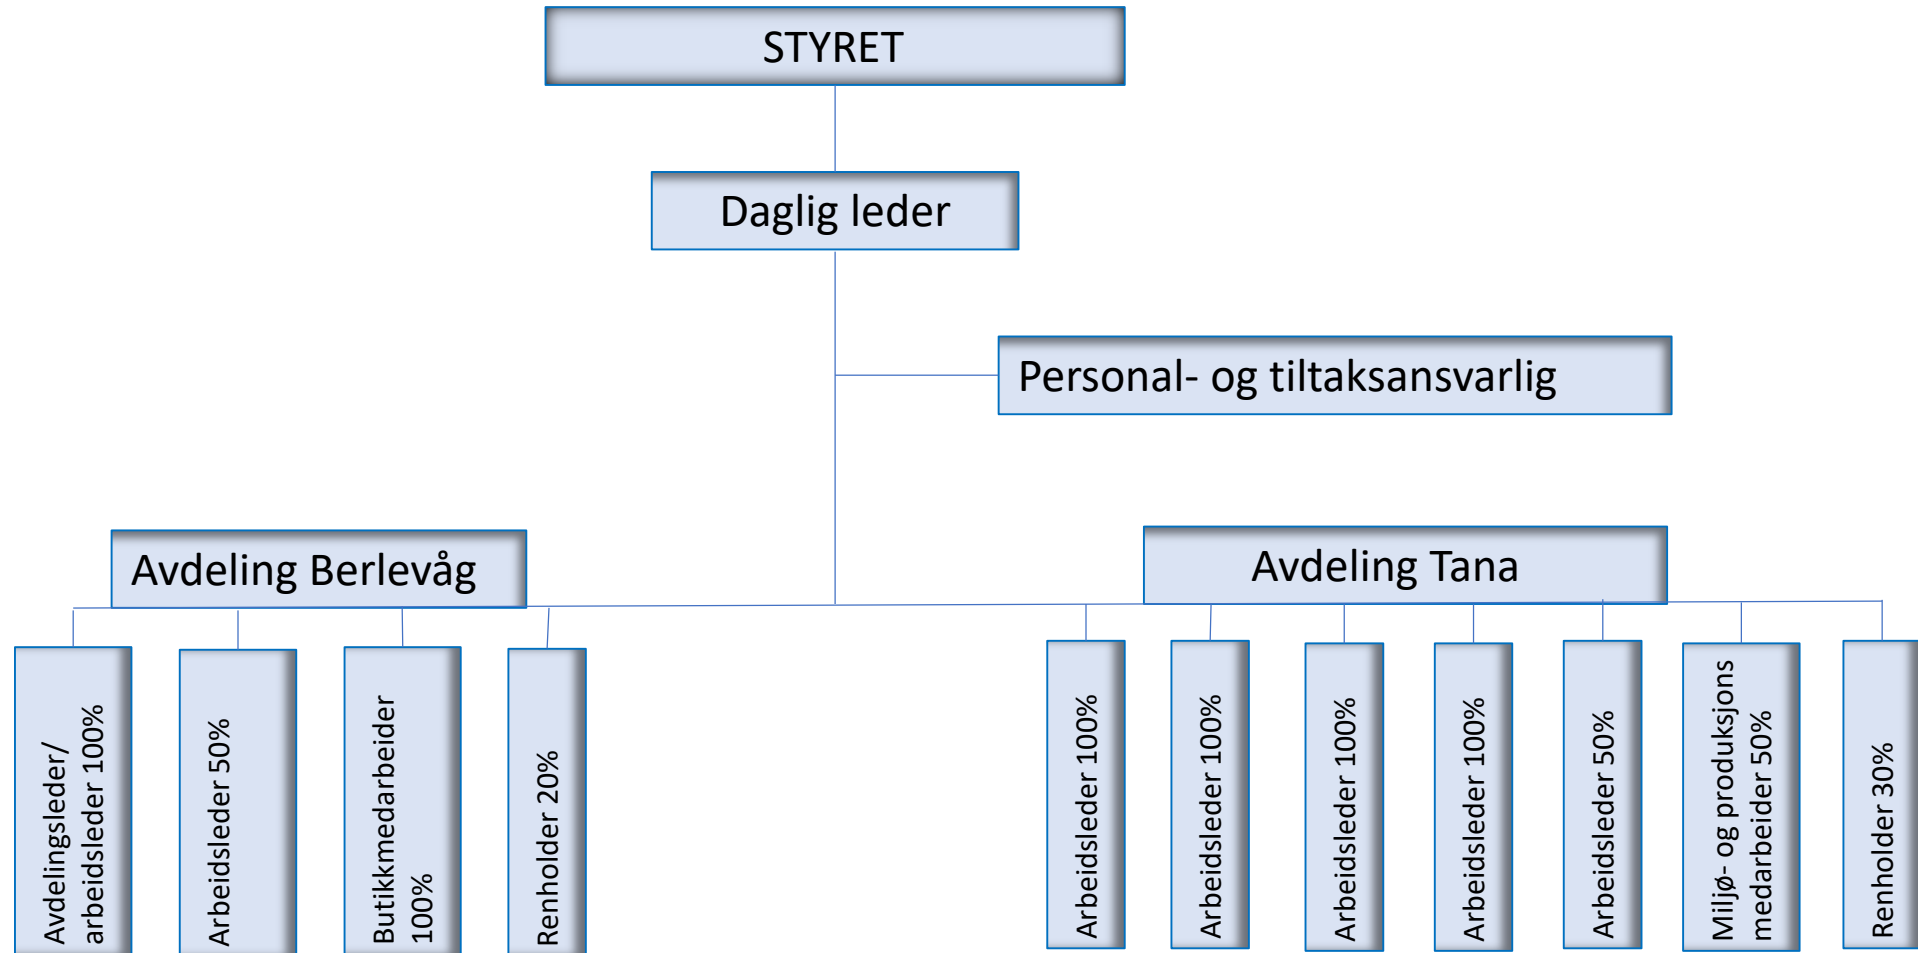 STYRET
Daglig leder
Personal- og tiltaksansvarlig
Avdeling Berlevåg
Avdeling Tana
Avdelingsleder/
arbeidsleder 100%
Arbeidsleder 50%
Butikkmedarbeider
100%
Renholder 20%
Arbeidsleder 100%
Arbeidsleder 100%
Arbeidsleder 100%
Arbeidsleder 100%
Arbeidsleder 50%
Miljø- og produksjons
medarbeider 50%
Renholder 30%